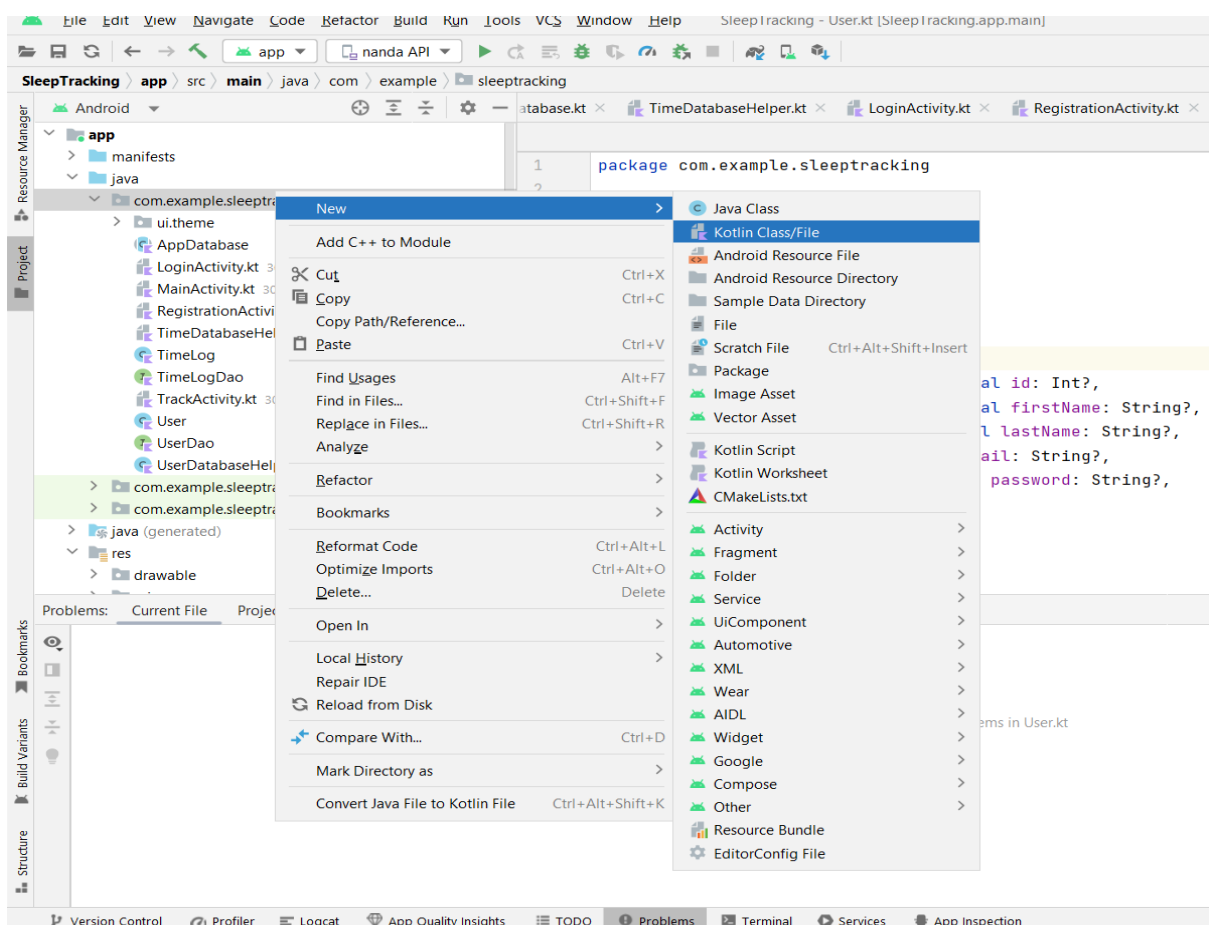 File Edit View Navigate Code Refactor Build Run Tools VCS Window Help SleepTracking - User.kt [SleepTracking.app.main]
app nanda API
SleepTracking app src main java com example sleeptracking
Android
atabase.kt TimeDatabaseHelper.kt LoginActivity.kt RegistrationActivity.kt
Resource Manager
Project
Bookmarks
Build Variants
Structure
app
manifests
java
com.example.sleeptra
ui.theme
AppDatabase
LoginActivity.kt 3
MainActivity.kt 30
RegistrationActivi
TimeDatabaseHel
TimeLog
TimeLogDao
TrackActivity.kt 30
User
UserDao
UserDatabaseHel
com.example.sleeptra
com.example.sleeptra
java (generated)
res
drawable
1 package com.example.sleeptracking
2
al id: Int?,
al firstName: String?,
l lastName: String?,
ail: String?,
password: String?,
New
Add C++ to Module
Cut Ctrl+X
Copy Ctrl+C
Copy Path/Reference...
Paste Ctrl+V
Find Usages Alt+F7
Find in Files... Ctrl+Shift+F
Replace in Files... Ctrl+Shift+R
Analyze
Refactor
Bookmarks
Reformat Code Ctrl+Alt+L
Optimize Imports Ctrl+Alt+O
Delete... Delete
Open In
Local History
Repair IDE
Reload from Disk
Compare With... Ctrl+D
Mark Directory as
Convert Java File to Kotlin File Ctrl+Alt+Shift+K
Java Class
Kotlin Class/File
Android Resource File
Android Resource Directory
Sample Data Directory
File
Scratch File Ctrl+Alt+Shift+Insert
Package
Image Asset
Vector Asset
Kotlin Script
Kotlin Worksheet
CMakeLists.txt
Activity
Fragment
Folder
Service
UiComponent
Automotive
XML
Wear
AIDL
Widget
Google
Compose
Other
Resource Bundle
EditorConfig File
Problems: Current File Projec
ems in User.kt
Version Control Profiler Logcat App Quality Insights TODO Problems Terminal Services App Inspection